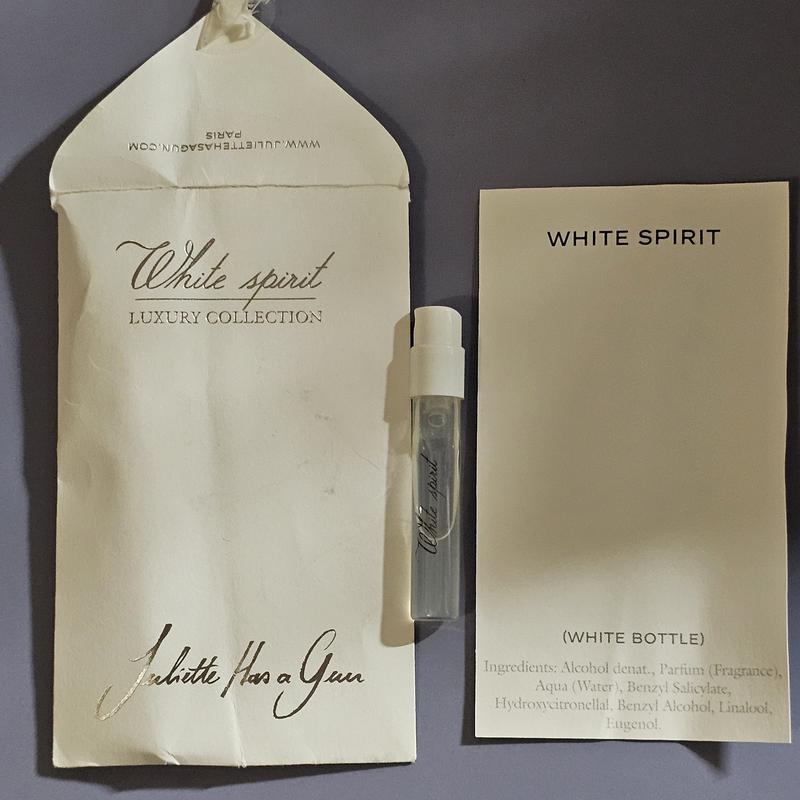 WWW.JULIETTEHASAGUN.COM
PARIS
White spirit
LUXURY COLLECTION
Juliette Has a Gun
White spirit
WHITE SPIRIT
(WHITE BOTTLE)
Ingredients: Alcohol denat., Parfum (Fragrance),
Aqua (Water), Benzyl Salicylate,
Hydroxycitronellal, Benzyl Alcohol, Linalool,
Eugenol.